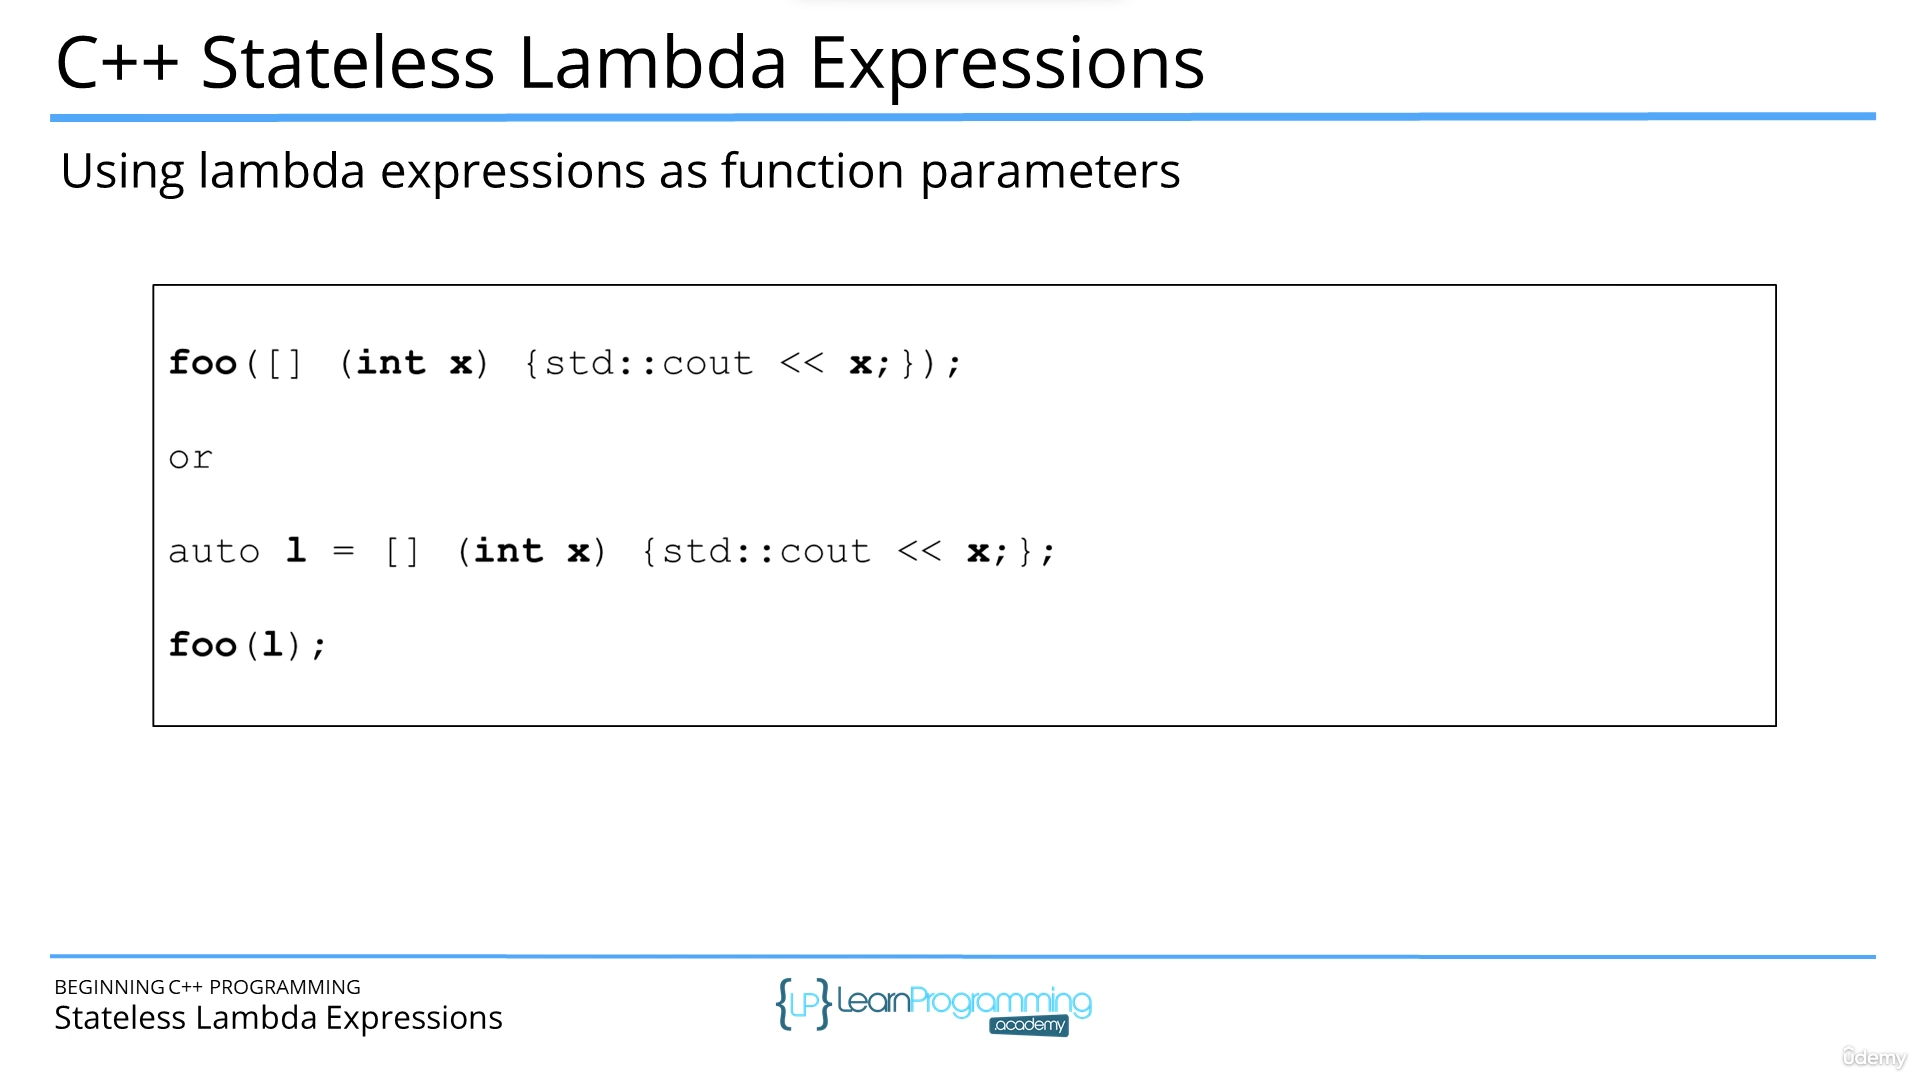 C++ Stateless Lambda Expressions
Using lambda expressions as function parameters
foo([] (int x) {std::cout << x;});
or
auto l = [] (int x) {std::cout << x;};
foo(l);
BEGINNING C++ PROGRAMMING
Stateless Lambda Expressions
{LP} LearnProgramming
academy
ûdemy